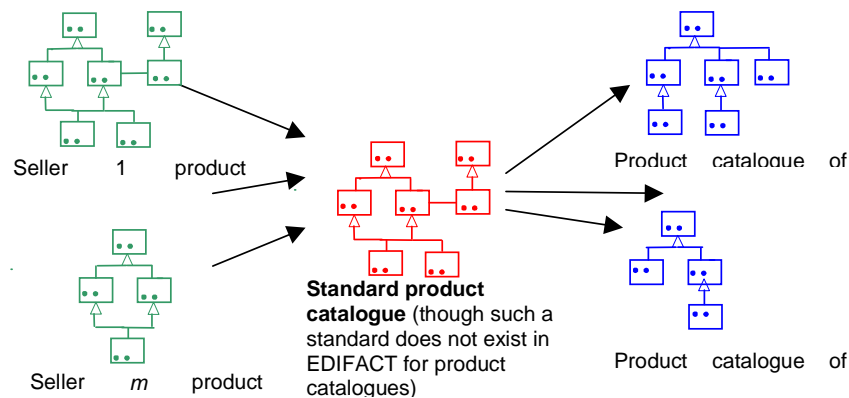 Seller 1 product
Seller m product
Standard product
catalogue (though such a
standard does not exist in
EDIFACT for product
catalogues)
Product catalogue of
Product catalogue of